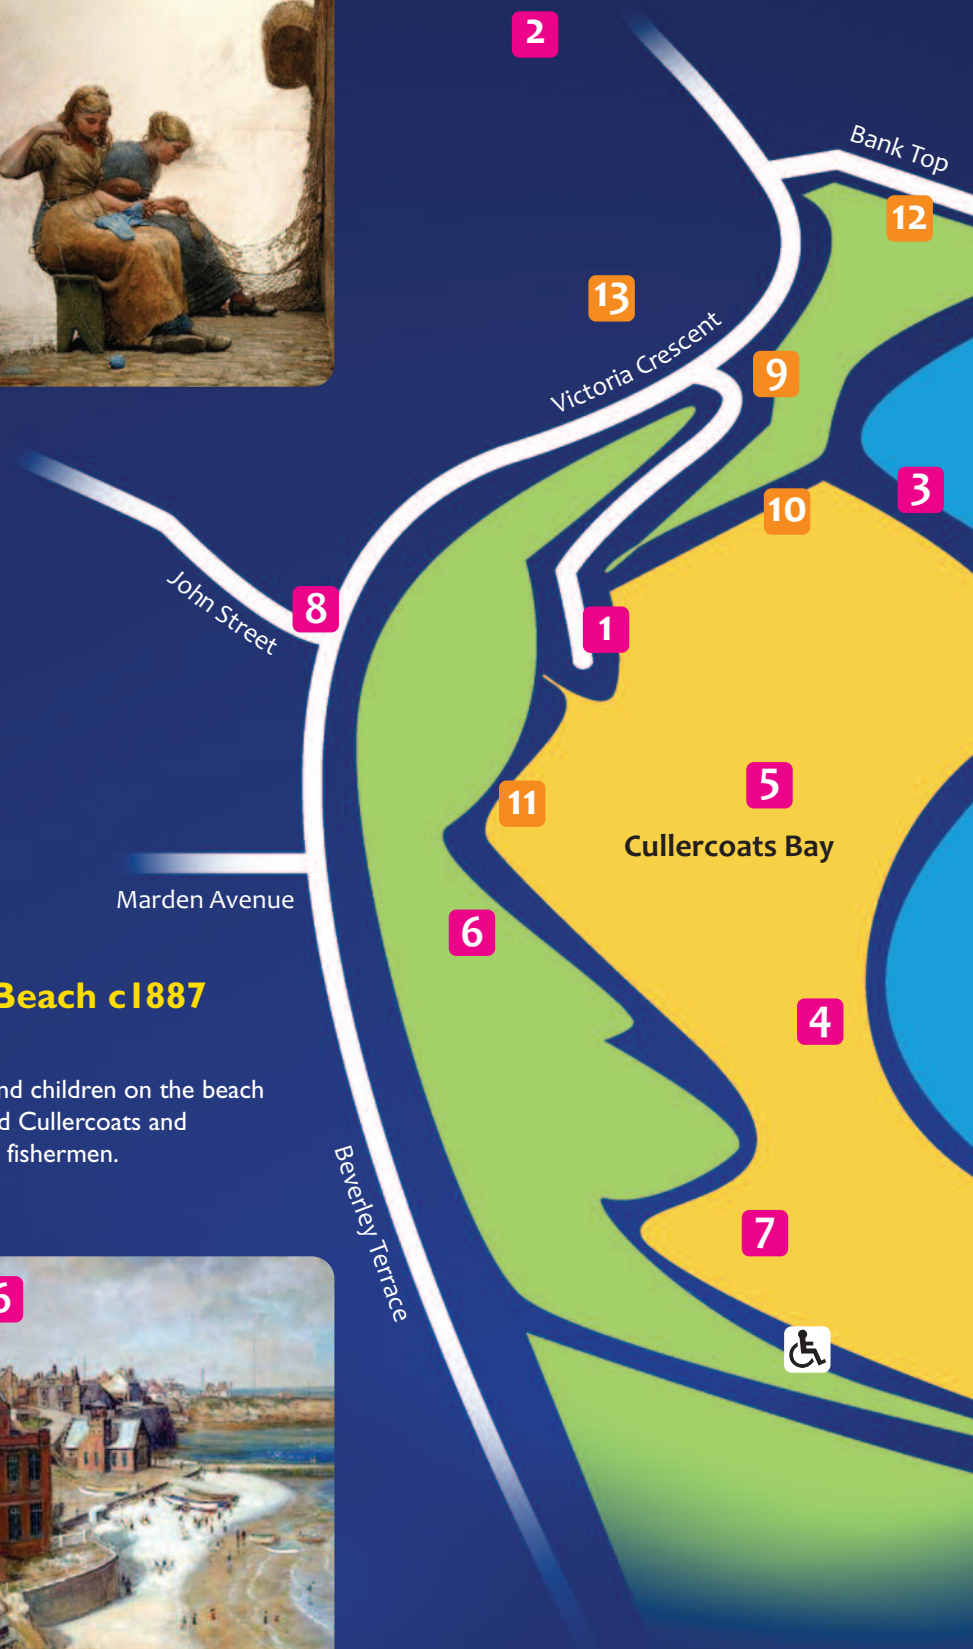 2
Bank Top
12
13
Victoria Crescent
9
3
10
John Street
8
1
5
11
Cullercoats Bay
Marden Avenue
6
Beach c1887
4
children on the beach
Cullercoats and
fishermen.
Beverley Terrace
7
6